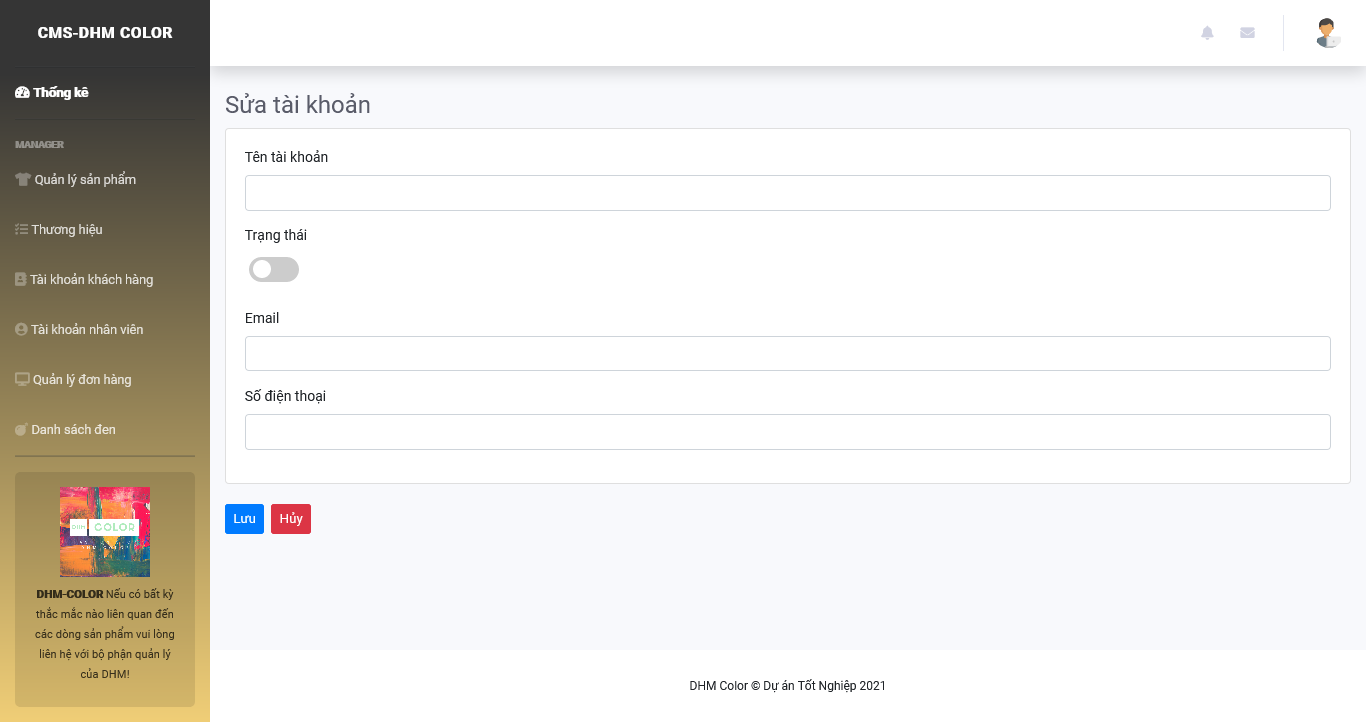 CMS-DHM COLOR
Thống kê
MANAGER
Quản lý sản phẩm
Thương hiệu
Tài khoản khách hàng
Tài khoản nhân viên
Quản lý đơn hàng
Danh sách đen
DHM COLOR
DHM-COLOR Nếu có bất kỳ
thắc mắc nào liên quan đến
các dòng sản phẩm vui lòng
liên hệ với bộ phận quản lý
của DHM!
Sửa tài khoản
Tên tài khoản
Trạng thái
Email
Số điện thoại
Lưu
Hủy
DHM Color © Dự án Tốt Nghiệp 2021